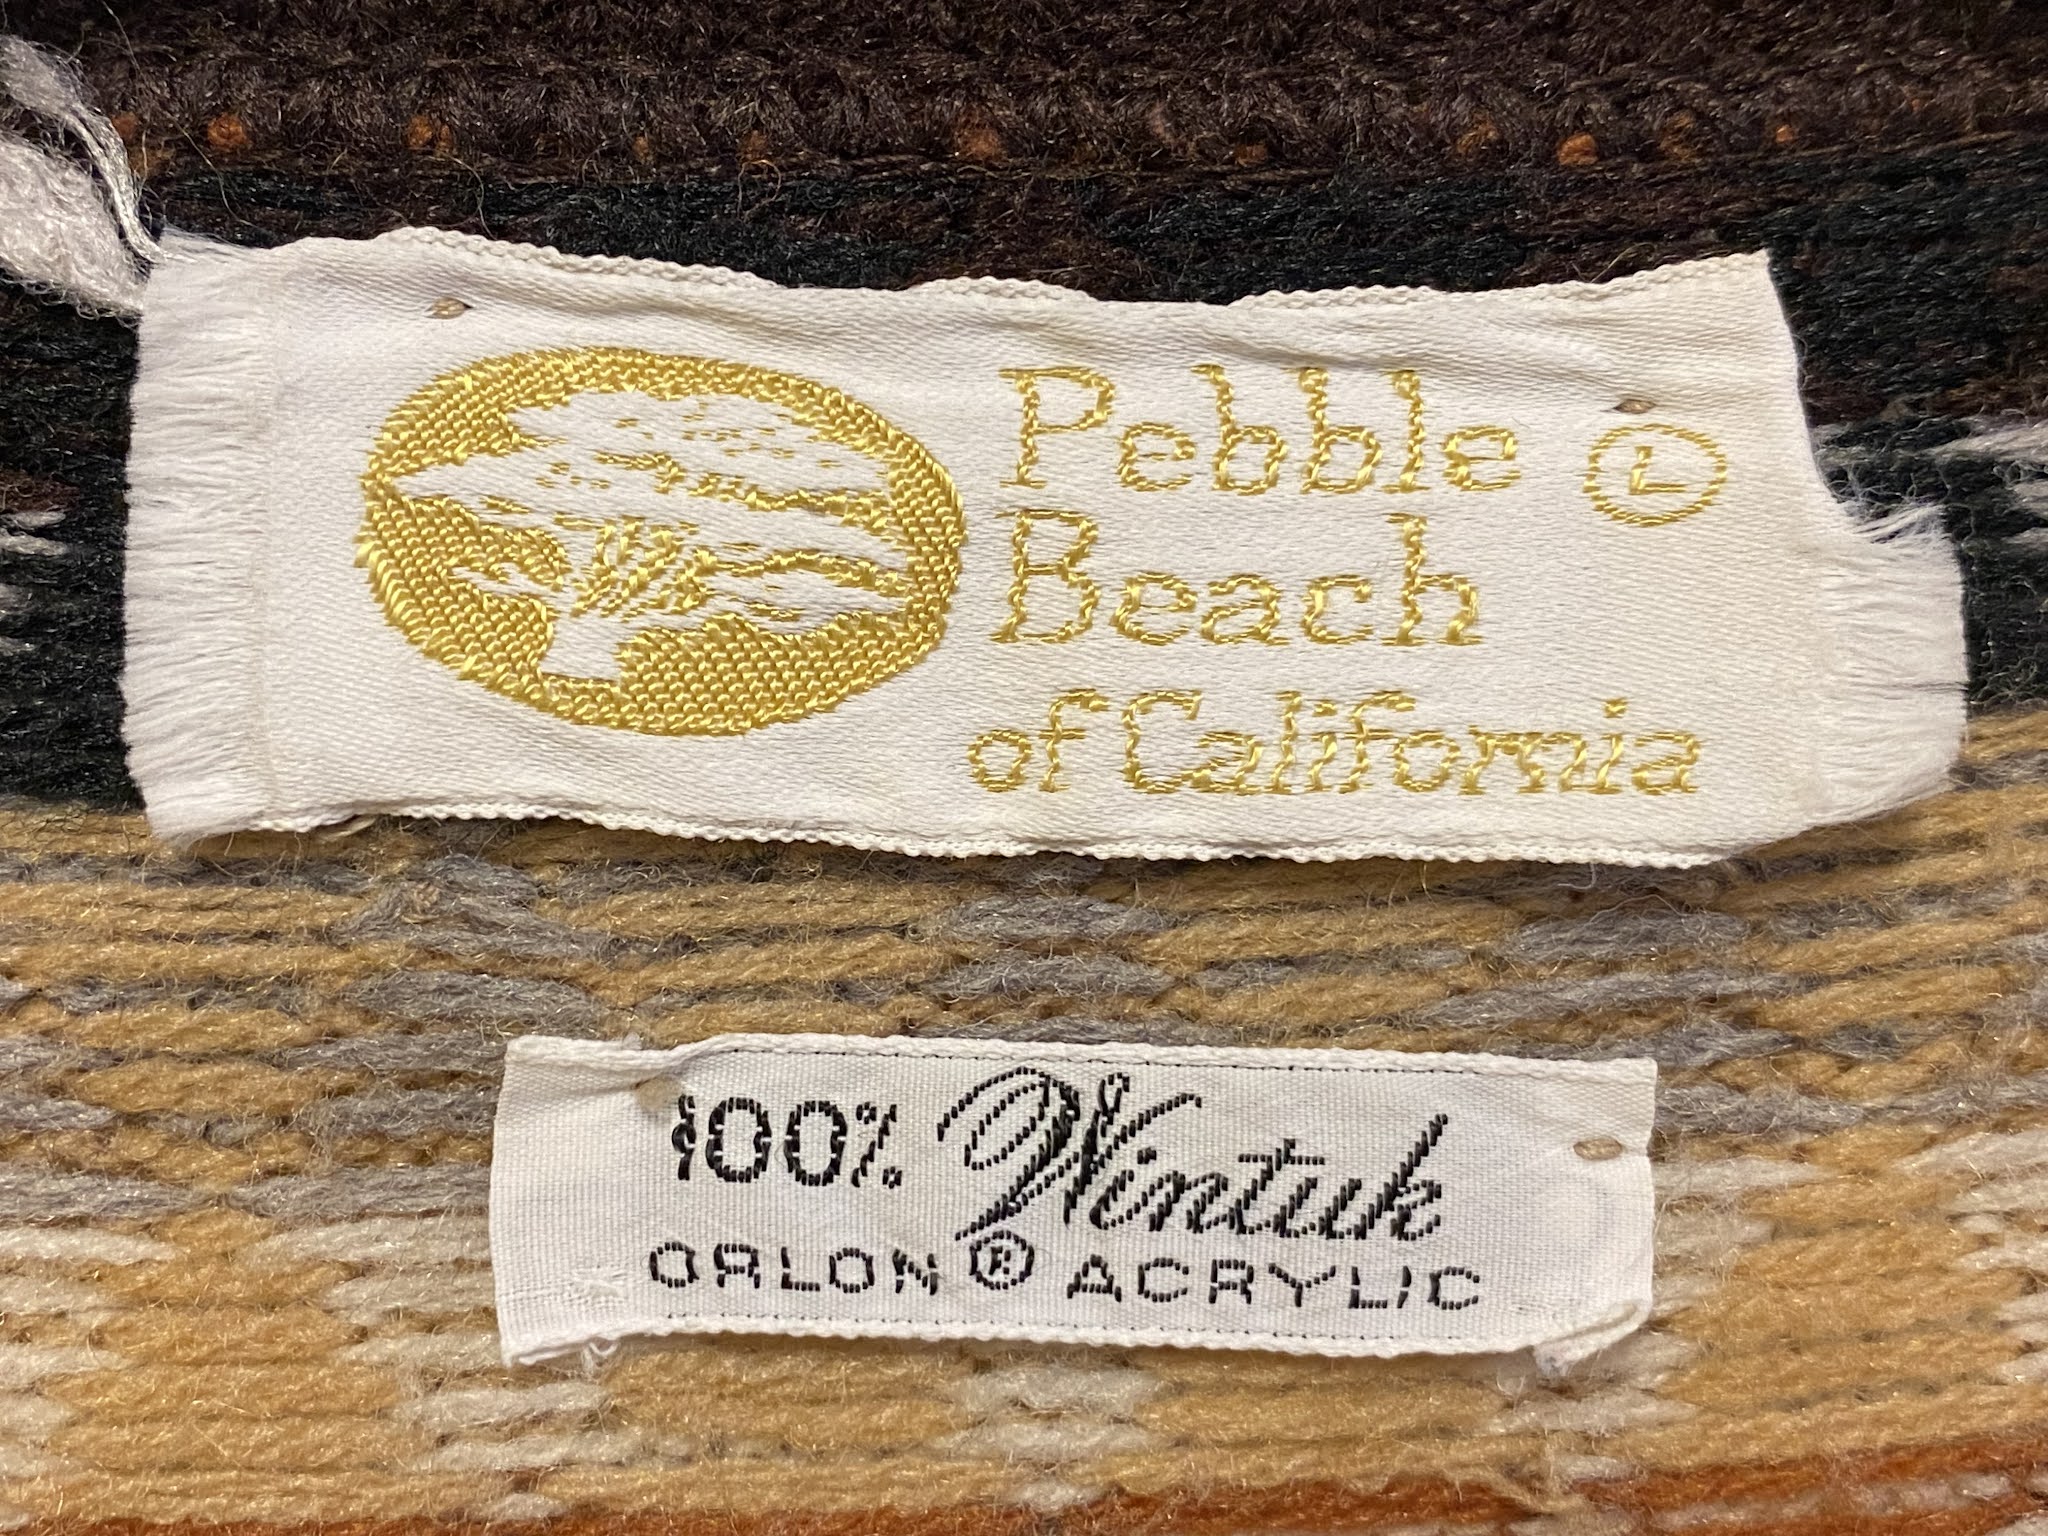 Pebble Ⓛ
Beach
of California
100% Wintuk
ORLON ® ACRYLIC